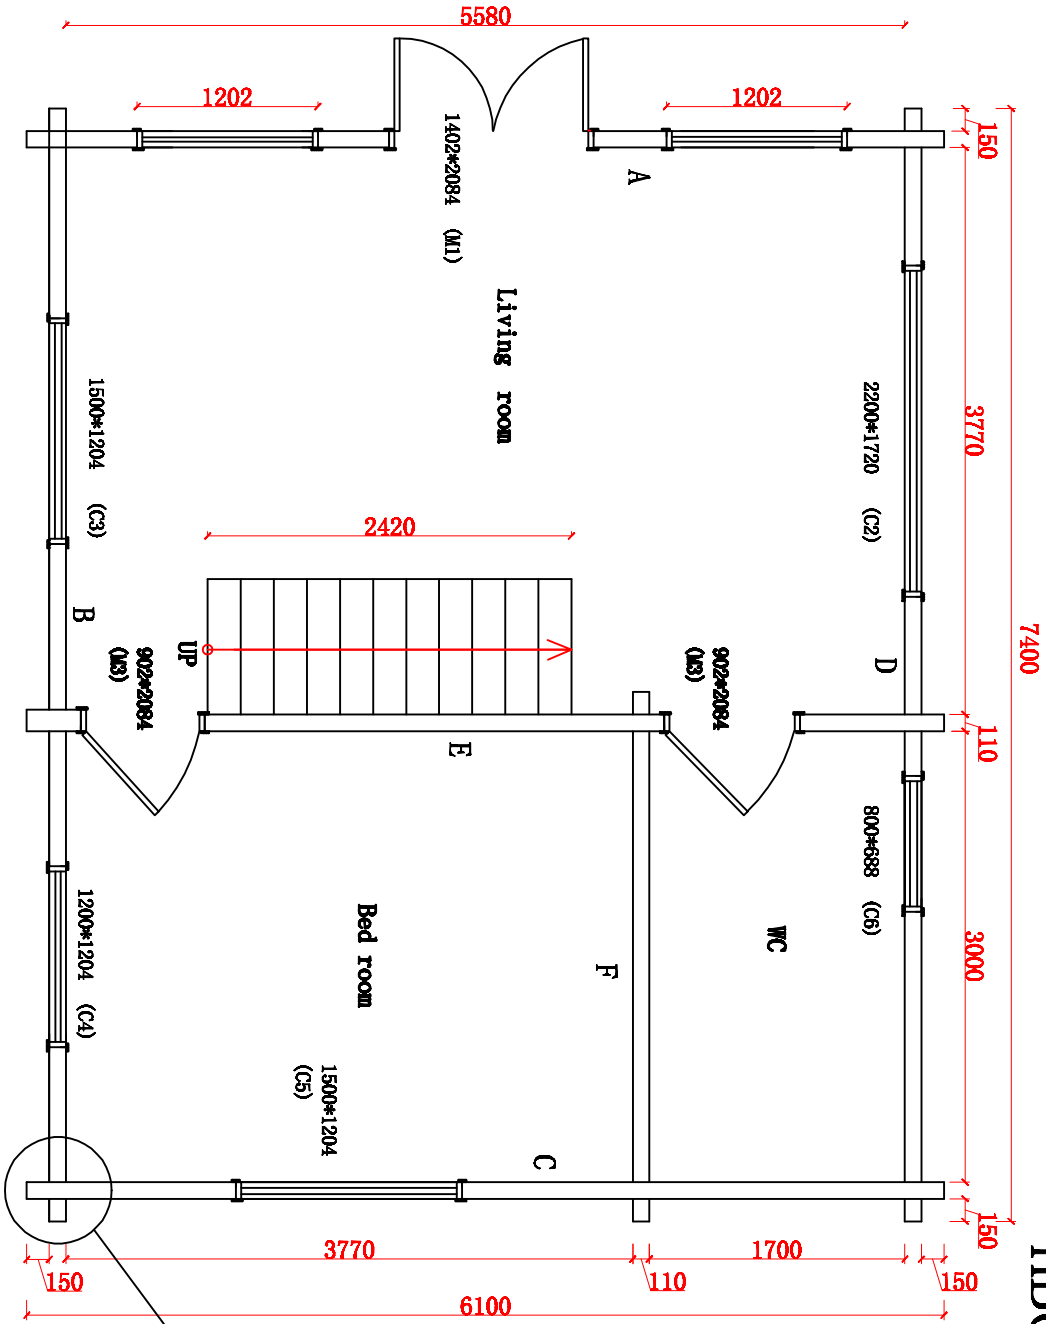 5580
1202
1202
150
1402*2084 (M1)
A
Living room
3770
2200*1720 (C2)
1500*1204 (C3)
2420
7400
B
UP
902*2084
(M3)
902*2084
(M3)
D
E
110
800*688 (C6)
Bed room
WC
F
3000
1200*1204 (C4)
1500*1204
(C5)
C
150
3770
1700
150
110
150
6100